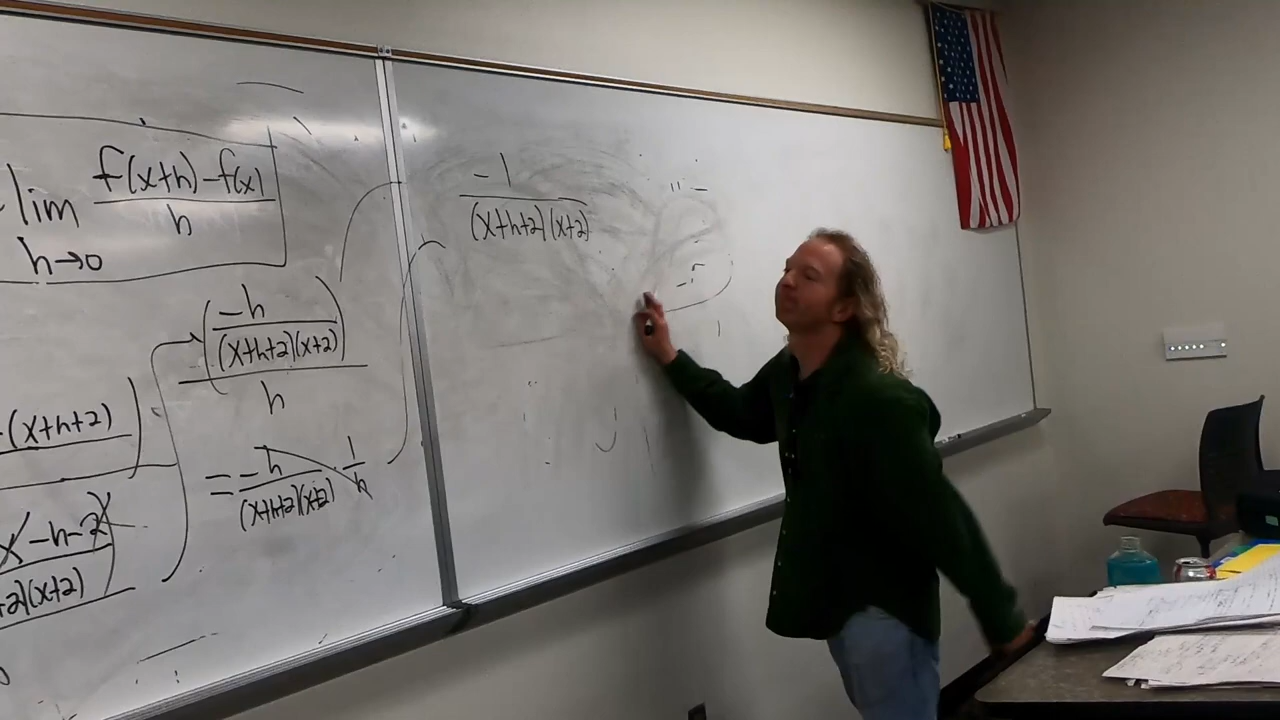 lim f(x+h)-f(x)
h
h→0
(-h
(x+h+2)(x+2))
h
(x+h+2)
= -h 1
(x+h+2)(x+2) h
x -h-2
+2)(x+2)
-1
(x+h+2)(x+2)